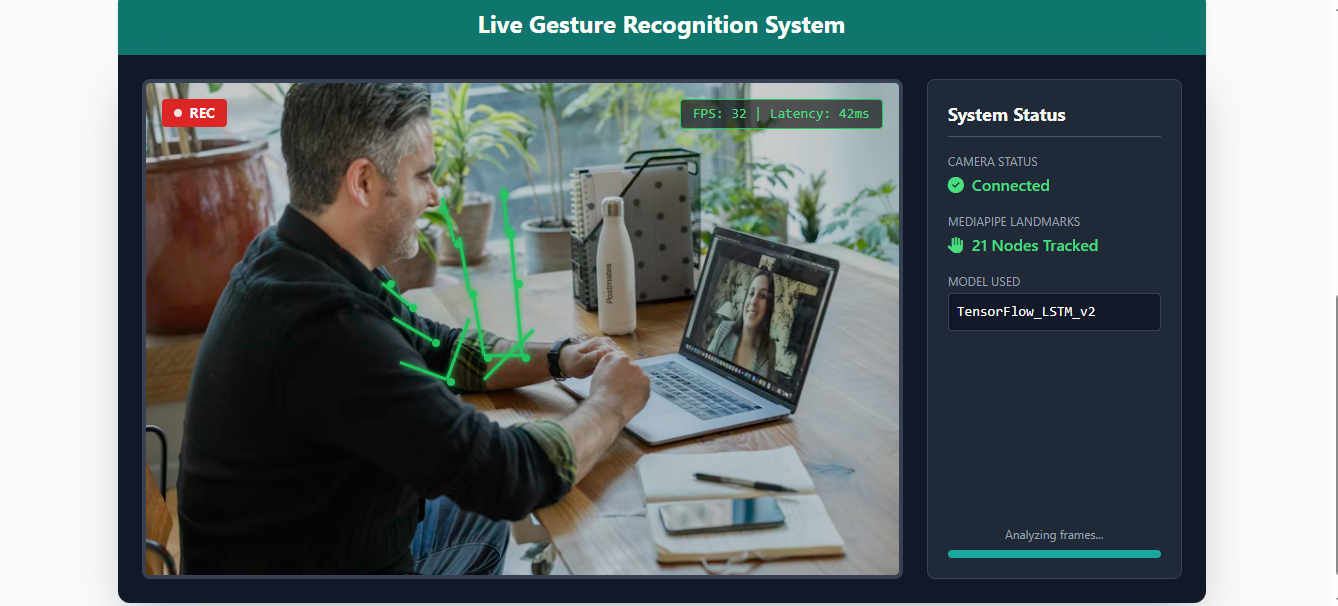 Live Gesture Recognition System
REC
FPS: 32 | Latency: 42ms
Postmates
System Status
CAMERA STATUS
Connected
MEDIAPIPE LANDMARKS
21 Nodes Tracked
MODEL USED
TensorFlow_LSTM_v2
Analyzing frames...